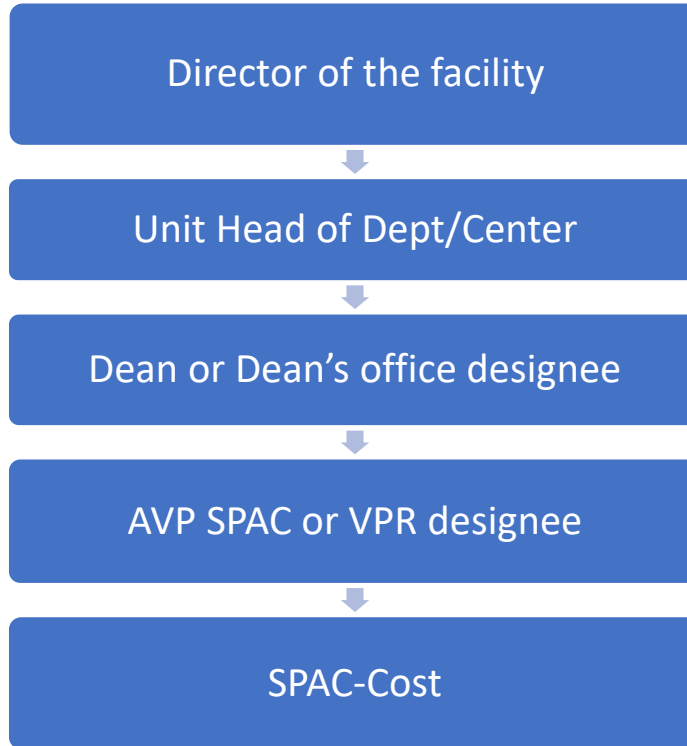 Director of the facility
Unit Head of Dept/Center
Dean or Dean’s office designee
AVP SPAC or VPR designee
SPAC-Cost